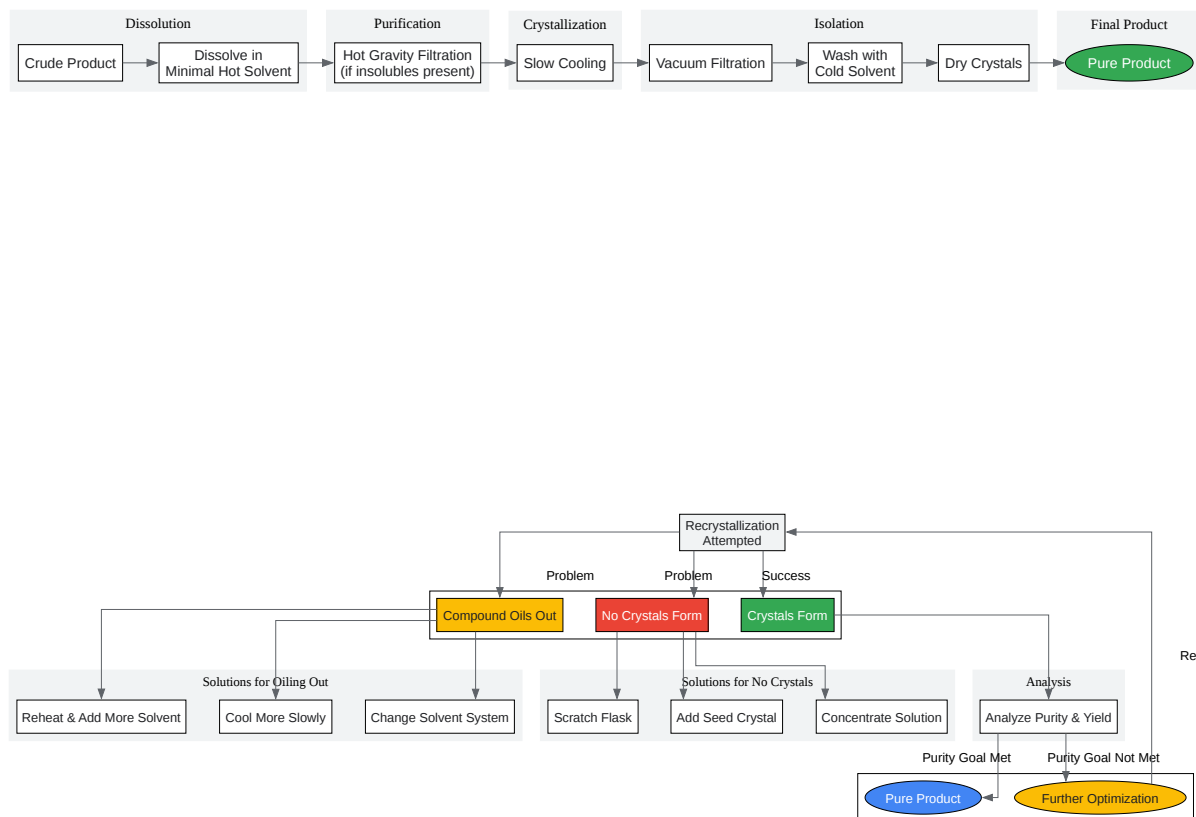 Dissolution
Purification
Crystallization
Isolation
Final Product
Crude Product
Dissolve in
Minimal Hot Solvent
Hot Gravity Filtration
(if insolubles present)
Slow Cooling
Vacuum Filtration
Wash with
Cold Solvent
Dry Crystals
Pure Product
Recrystallization
Attempted
Problem
Problem
Success
Compound Oils Out
No Crystals Form
Crystals Form
Re
Solutions for Oiling Out
Solutions for No Crystals
Analysis
Reheat & Add More Solvent
Cool More Slowly
Change Solvent System
Scratch Flask
Add Seed Crystal
Concentrate Solution
Analyze Purity & Yield
Purity Goal Met
Purity Goal Not Met
Pure Product
Further Optimization